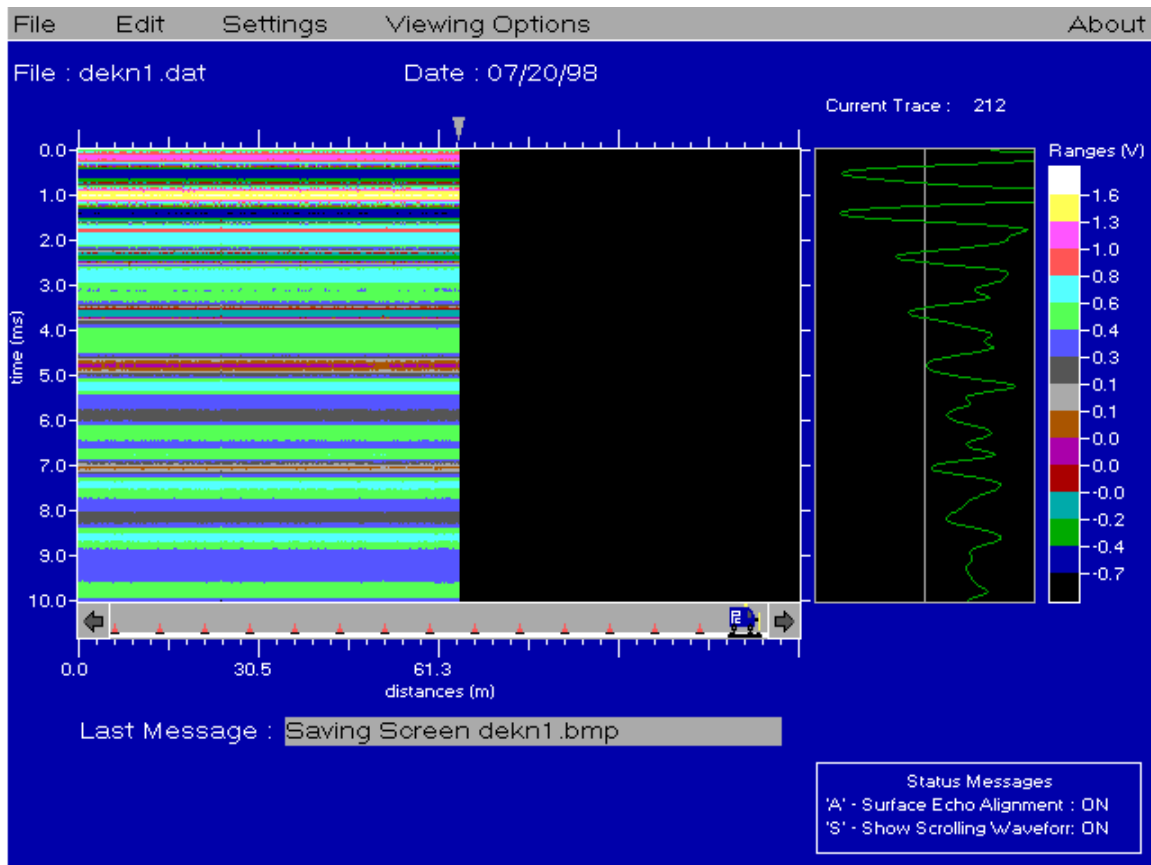 File Edit Settings Viewing Options About
File : dekn1.dat Date : 07/20/98
Current Trace : 212
Ranges (V)
0.0
1.0
2.0
3.0
4.0
5.0
6.0
7.0
8.0
9.0
10.0
time (ms)
1.6
1.3
1.0
0.8
0.6
0.4
0.3
0.1
0.1
0.0
0.0
-0.0
-0.2
-0.4
-0.7
0.0 30.5 61.3
distances (m)
Last Message : Saving Screen dekn1.bmp
Status Messages
'A' - Surface Echo Alignment : ON
'S' - Show Scrolling Waveforr: ON